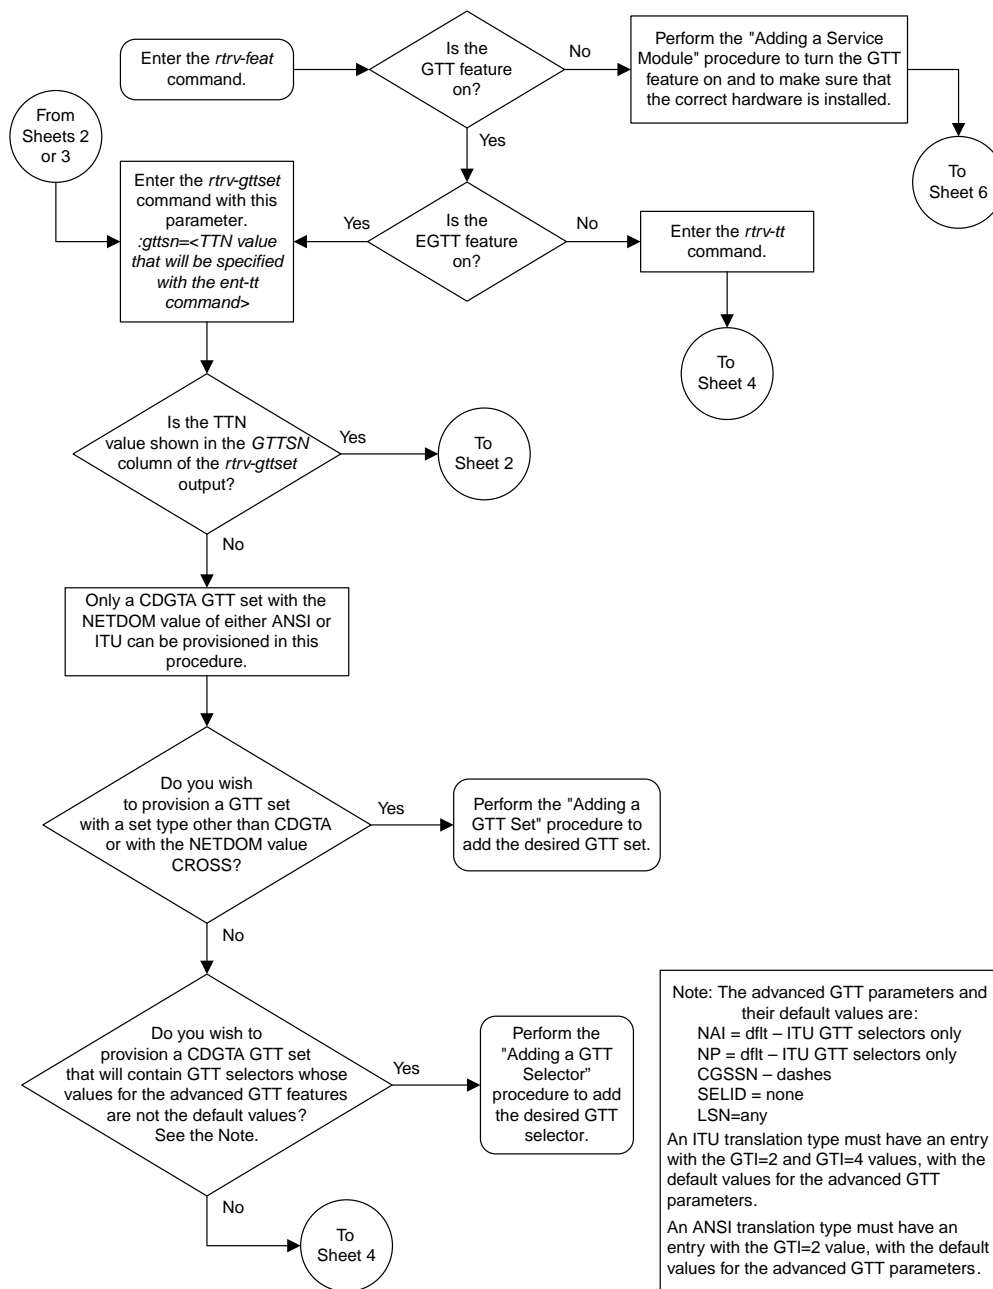 Enter the rtrv-feat
command.
Is the
GTT feature
on?
No
Perform the "Adding a Service
Module" procedure to turn the GTT
feature on and to make sure that
the correct hardware is installed.
Yes
To
Sheet 6
From
Sheets 2
or 3
Enter the rtrv-gttset
command with this
parameter.
:gttsn=<TTN value
that will be specified
with the ent-tt
command>
Yes
Is the
EGTT feature
on?
No
Enter the rtrv-tt
command.
To
Sheet 4
Is the TTN
value shown in the GTTSN
column of the rtrv-gttset
output?
Yes
To
Sheet 2
No
Only a CDGTA GTT set with the
NETDOM value of either ANSI or
ITU can be provisioned in this
procedure.
Do you wish
to provision a GTT set
with a set type other than CDGTA
or with the NETDOM value
CROSS?
Yes
Perform the "Adding a
GTT Set" procedure to
add the desired GTT set.
No
Do you wish to
provision a CDGTA GTT set
that will contain GTT selectors whose
values for the advanced GTT features
are not the default values?
See the Note.
Yes
Perform the
"Adding a GTT
Selector”
procedure to add
the desired GTT
selector.
No
To
Sheet 4
Note: The advanced GTT parameters and
their default values are:
NAI = dflt – ITU GTT selectors only
NP = dflt – ITU GTT selectors only
CGSSN – dashes
SELID = none
LSN=any
An ITU translation type must have an entry
with the GTI=2 and GTI=4 values, with the
default values for the advanced GTT
parameters.
An ANSI translation type must have an
entry with the GTI=2 value, with the default
values for the advanced GTT parameters.